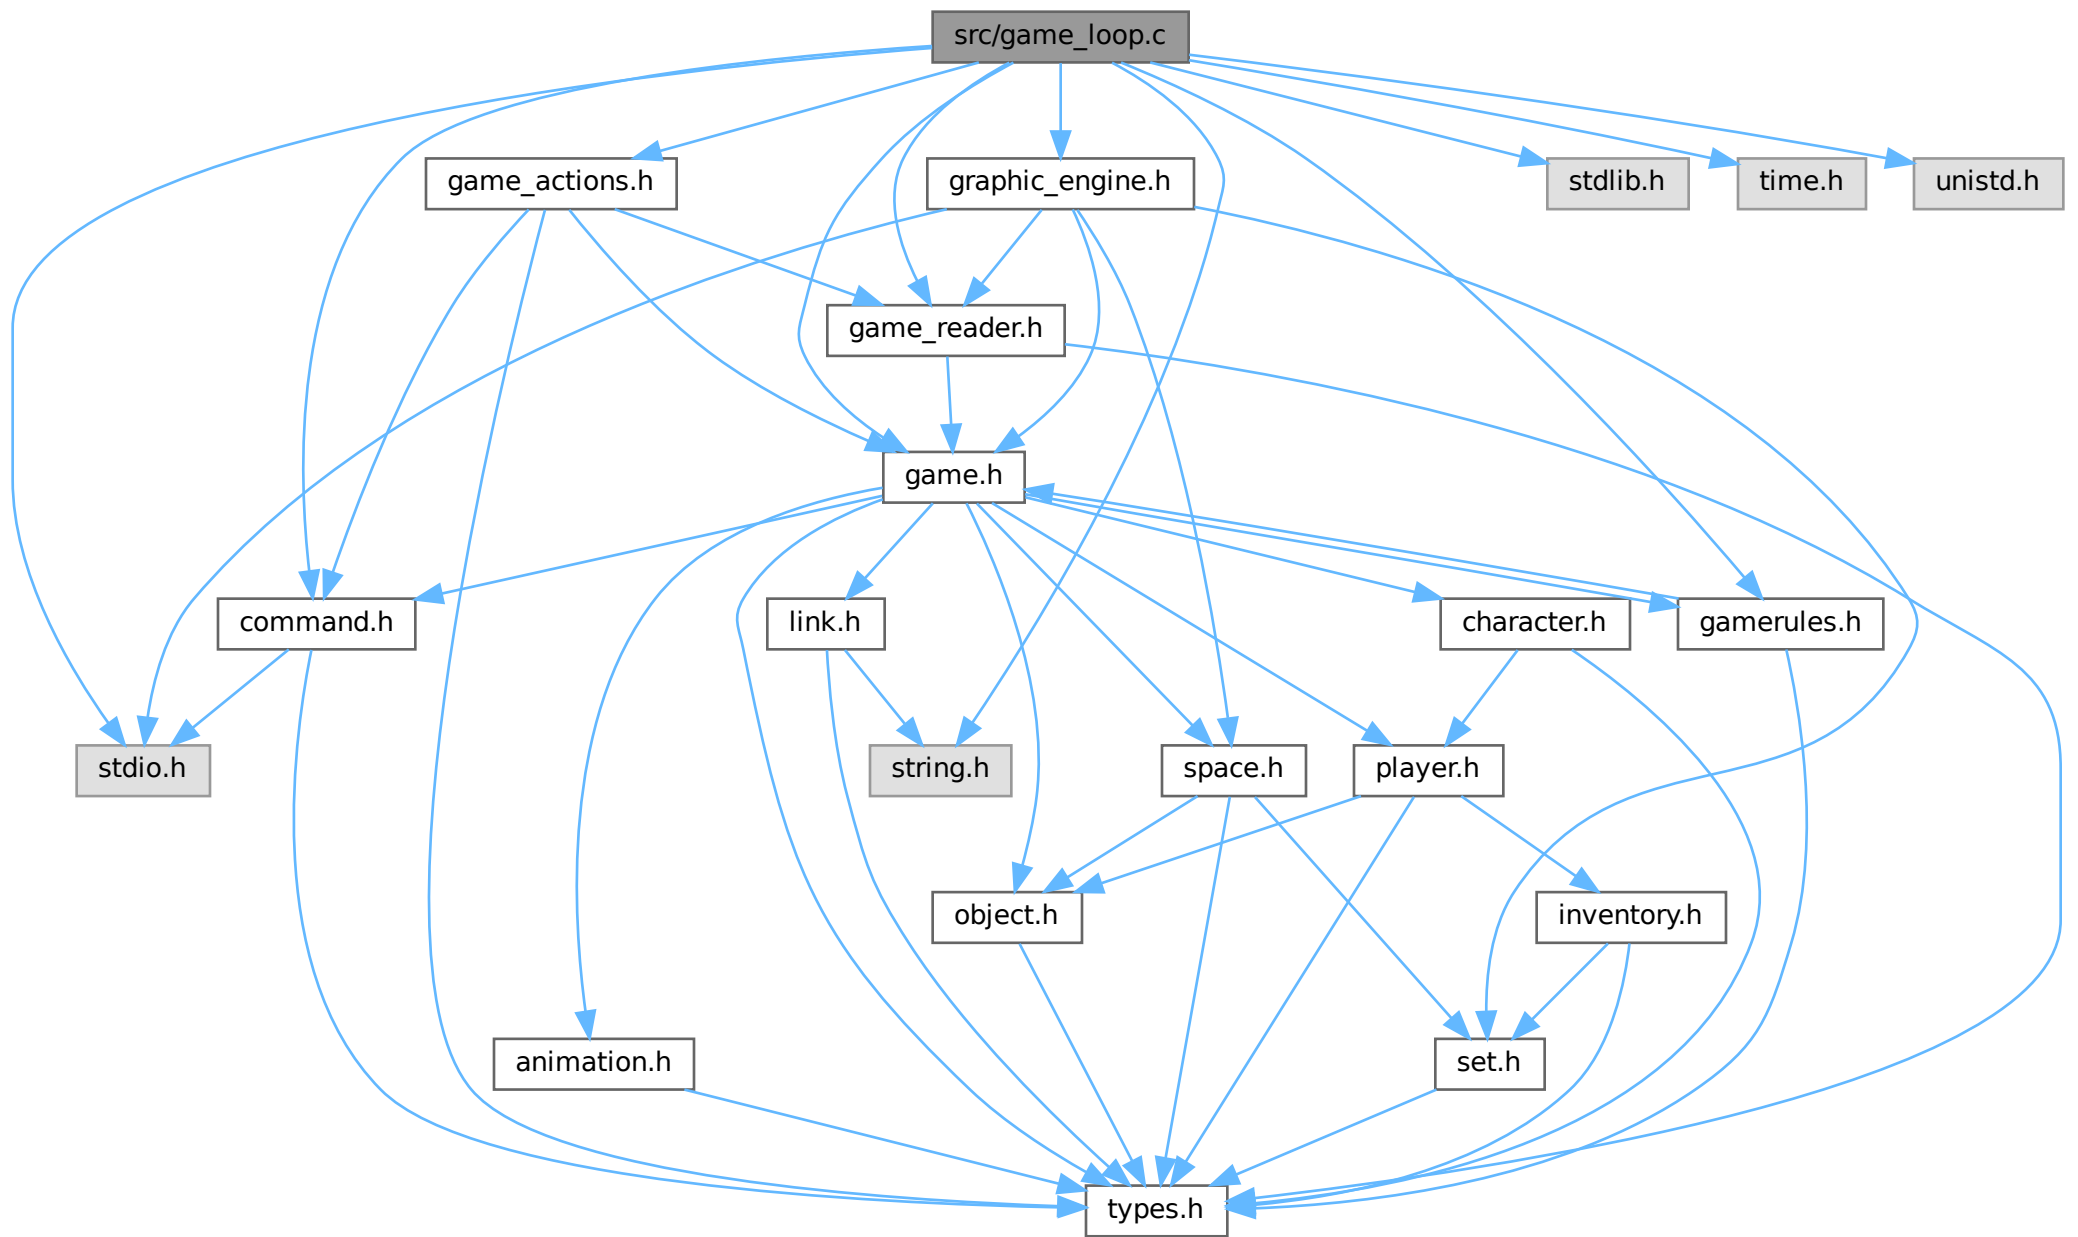 src/game_loop.c
game_actions.h
graphic_engine.h
stdlib.h
time.h
unistd.h
game_reader.h
game.h
command.h
link.h
character.h
gamerules.h
stdio.h
string.h
space.h
player.h
object.h
inventory.h
animation.h
set.h
types.h